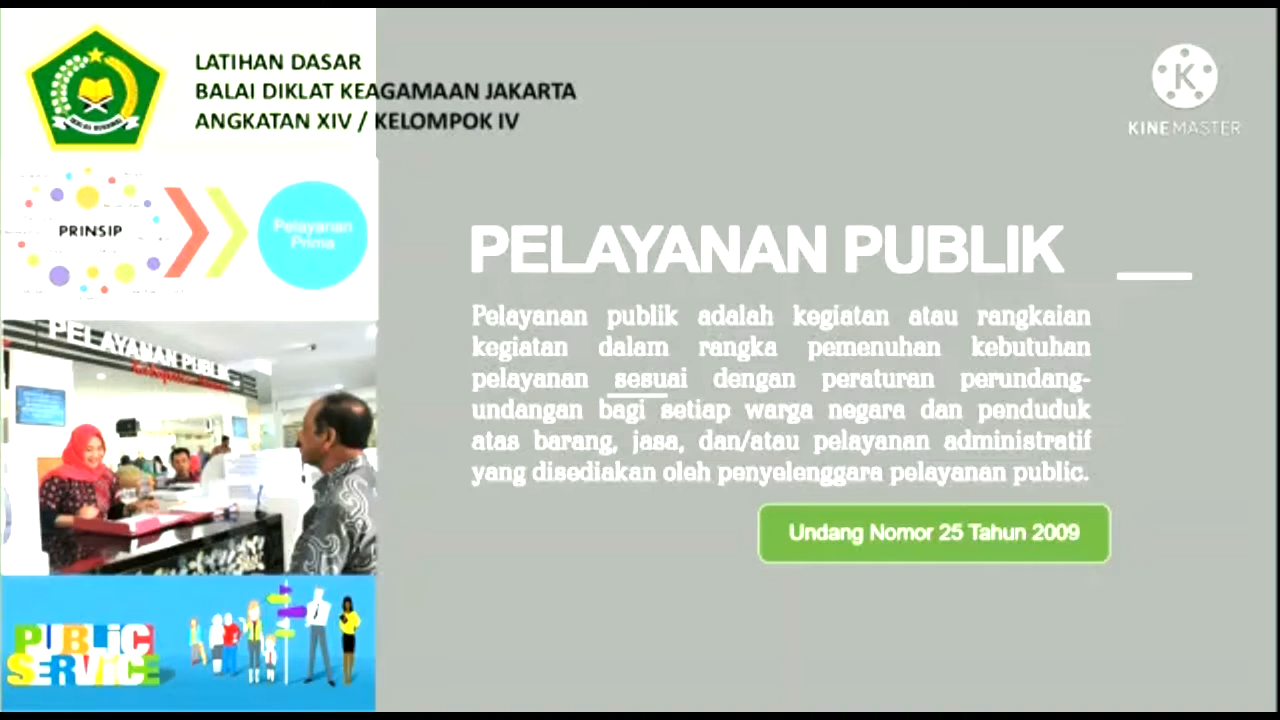 LATIHAN DASAR
BALAI DIKLAT KEAGAMAAN JAKARTA
ANGKATAN XIV / KELOMPOK IV
KINEMASTER
PRINSIP
Pelayanan
Prima
PELAYANAN PUBLIK
PELAYANAN PUBLIK
Pelayanan publik adalah kegiatan atau rangkaian
kegiatan dalam rangka pemenuhan kebutuhan
pelayanan sesuai dengan peraturan perundang-
undangan bagi setiap warga negara dan penduduk
atas barang, jasa, dan/atau pelayanan administratif
yang disediakan oleh penyelenggara pelayanan public.
Undang Nomor 25 Tahun 2009
PUBLIC
SERVICE